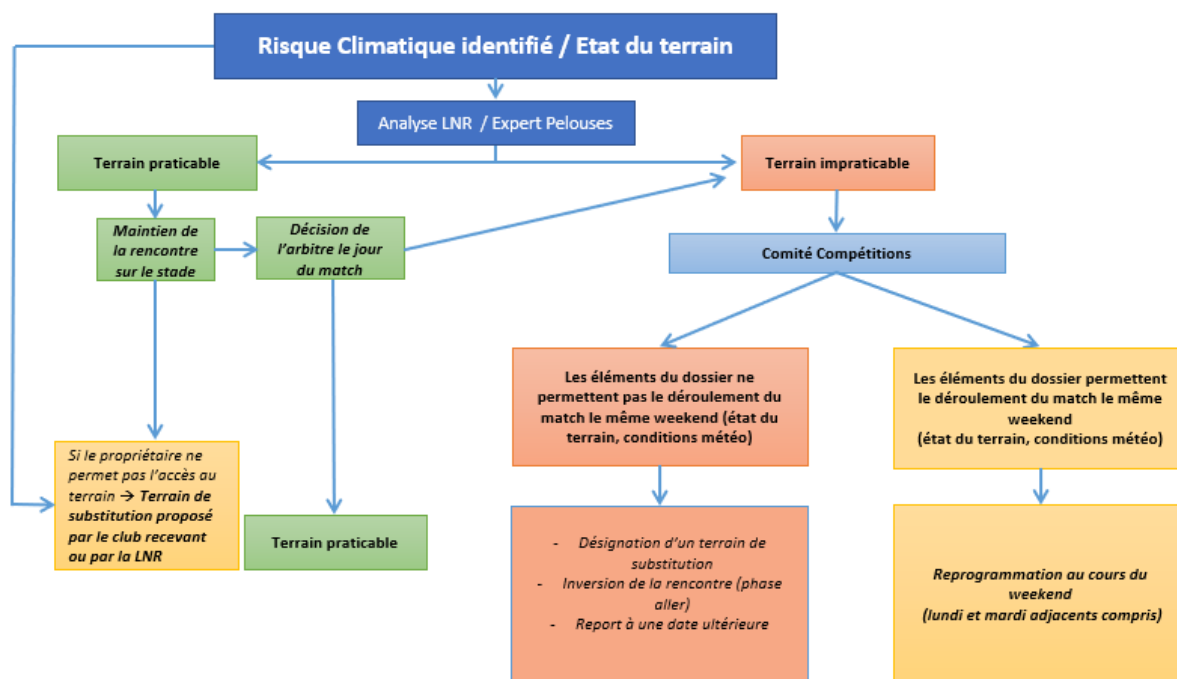 Risque Climatique identifié / Etat du terrain
Analyse LNR / Expert Pelouses
Terrain praticable
Terrain impraticable
Maintien de
la rencontre
sur le stade
Décision de
l'arbitre le jour
du match
Comité Compétitions
Les éléments du dossier ne
permettent pas le déroulement du
match le même weekend (état du
terrain, conditions météo)
Les éléments du dossier permettent
le déroulement du match le même
weekend
(état du terrain, conditions météo)
Si le propriétaire ne
permet pas l'accès au
terrain → Terrain de
substitution proposé
par le club recevant
ou par la LNR
Terrain praticable
- Désignation d'un terrain de
substitution
- Inversion de la rencontre (phase
aller)
- Report à une date ultérieure
Reprogrammation au cours du
weekend
(lundi et mardi adjacents compris)